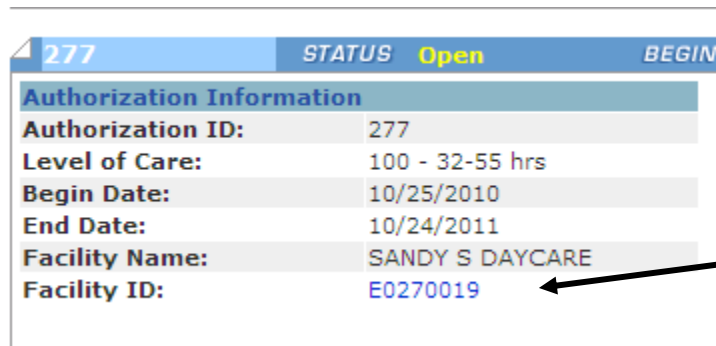 277 STATUS Open BEGIN
Authorization Information
Authorization ID: 277
Level of Care: 100 - 32-55 hrs
Begin Date: 10/25/2010
End Date: 10/24/2011
Facility Name: SANDY S DAYCARE
Facility ID: E0270019